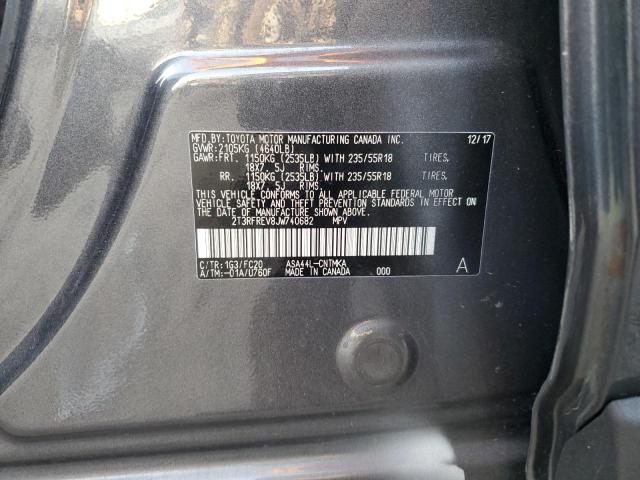 MFD.BY:TOYOTA MOTOR MANUFACTURING CANADA INC. 12/17
GVWR:2105KG (4640LB)
GAWR:FRT. 1150KG (2535LB) WITH 235/55R18 TIRES,
18X7. 5J RIMS,
RR. 1150KG (2535LB) WITH 235/55R18 TIRES,
18X7. 5J RIMS.
THIS VEHICLE CONFORMS TO ALL APPLICABLE FEDERAL MOTOR
VEHICLE SAFETY AND THEFT PREVENTION STANDARDS IN EFFECT ON
THE DATE OF MANUFACTURE SHOWN ABOVE.
2T3RFREV8JW740682 MPV
C/TR:1G3/FC20 ASA44L-CNTMKA
A/TM:-01A/U760F MADE IN CANADA 000 A